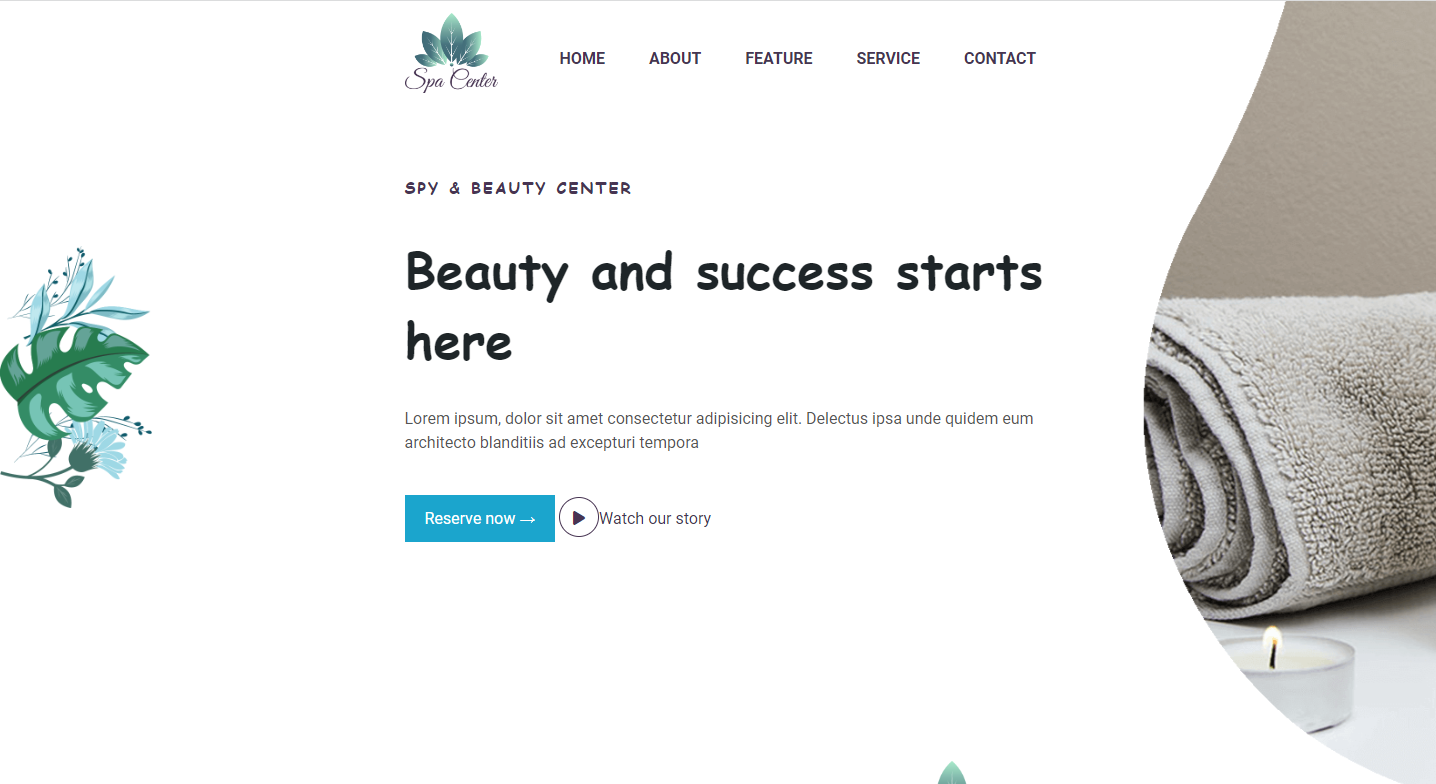 Spa Center
HOME ABOUT FEATURE SERVICE CONTACT
SPY & BEAUTY CENTER
Beauty and success starts
here
Lorem ipsum, dolor sit amet consectetur adipisicing elit. Delectus ipsa unde quidem eum
architecto blanditiis ad excepturi tempora
Reserve now → Watch our story